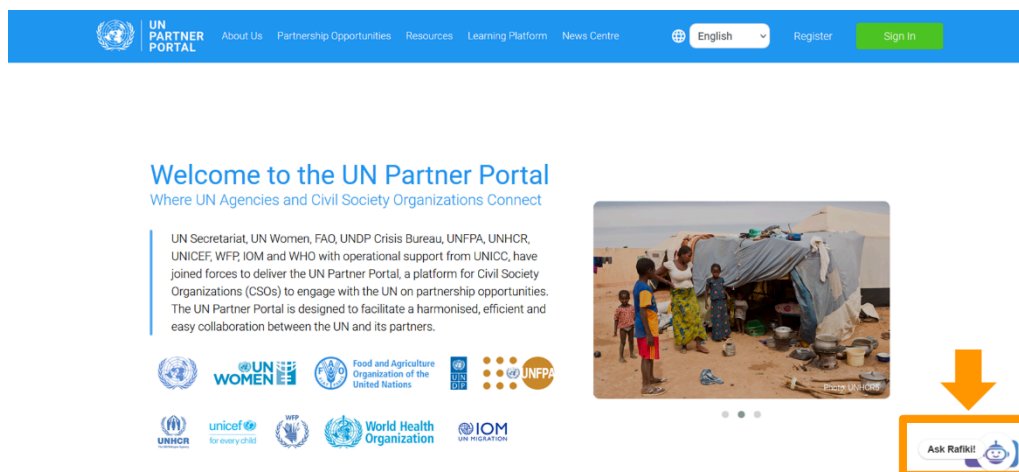 UN
PARTNER
PORTAL
About Us Partnership Opportunities Resources Learning Platform News Centre
English
Register
Sign In
Welcome to the UN Partner Portal
Where UN Agencies and Civil Society Organizations Connect
UN Secretariat, UN Women, FAO, UNDP Crisis Bureau, UNFPA, UNHCR,
UNICEF, WFP, IOM and WHO with operational support from UNICC, have
joined forces to deliver the UN Partner Portal, a platform for Civil Society
Organizations (CSOs) to engage with the UN on partnership opportunities.
The UN Partner Portal is designed to facilitate a harmonised, efficient and
easy collaboration between the UN and its partners.
UN
WOMEN
FAO
Food and Agriculture
Organization of the
United Nations
UN
DP
UNFPA
UNHCR
unicef
for every child
WFP
World Health
Organization
IOM
UN MIGRATION
Photo: UNHCRS
Ask Rafiki!